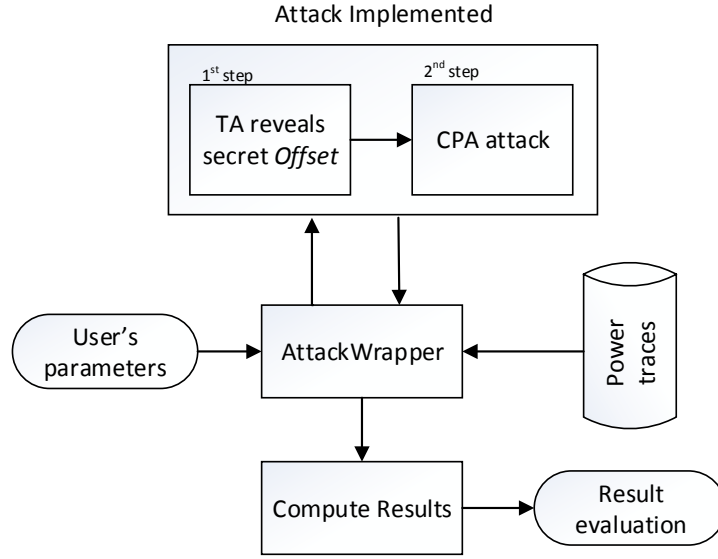 Attack Implemented
1st step
2nd step
TA reveals
secret Offset
CPA attack
User's
parameters
AttackWrapper
Power
traces
Compute Results
Result
evaluation